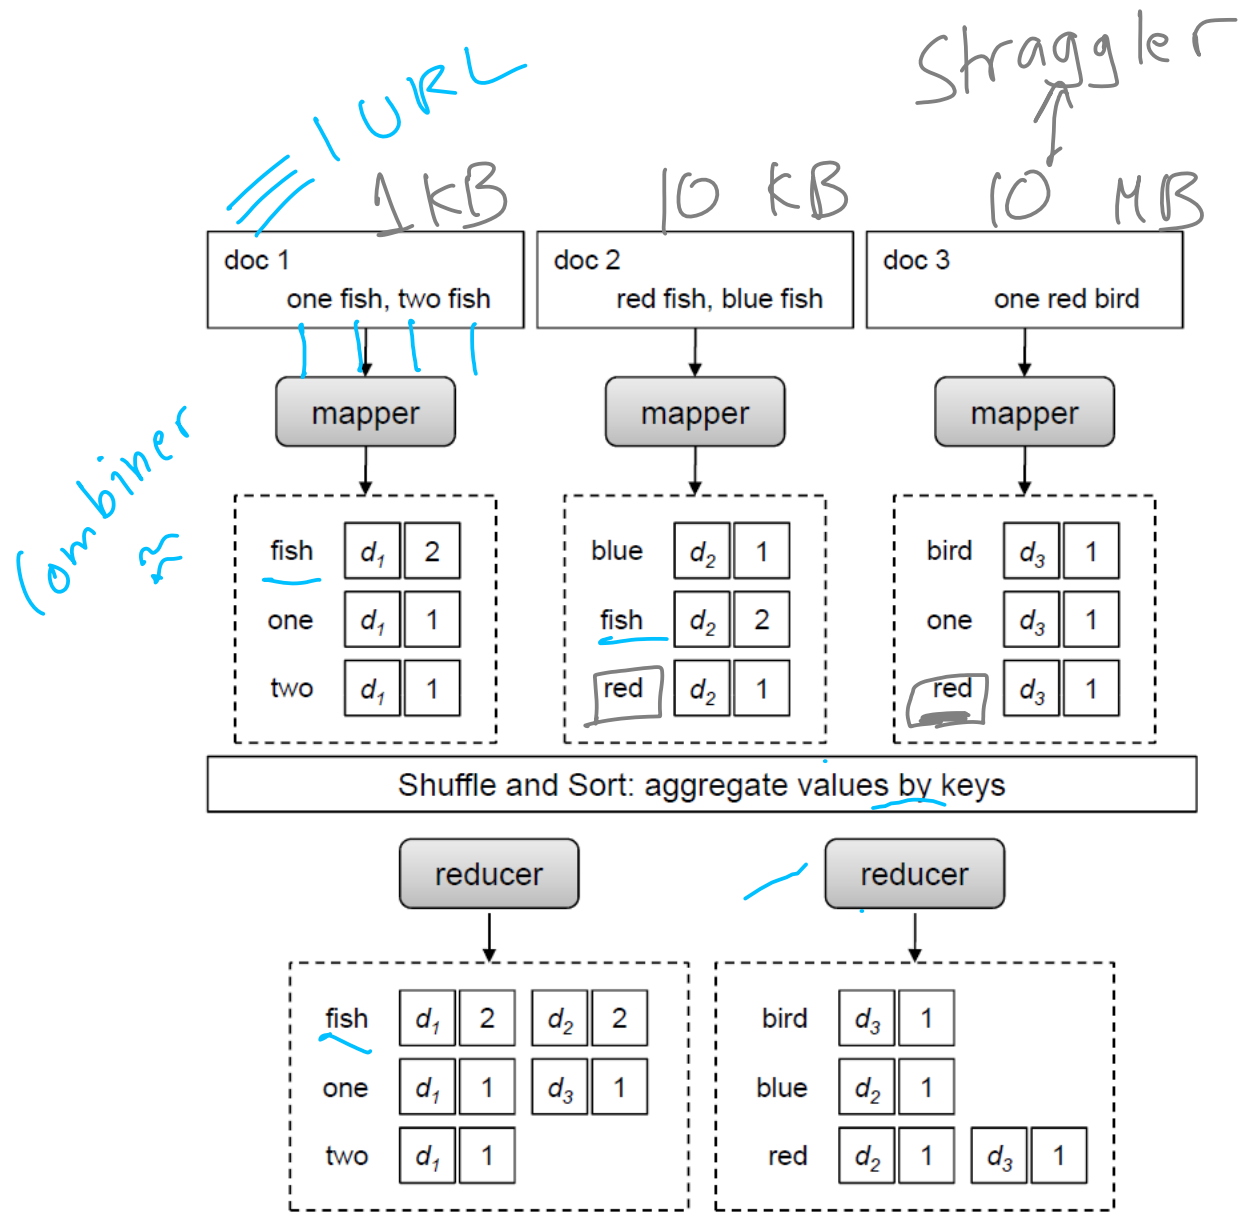 Straggler
1 URL
1 KB
10 KB
10 MB
doc 1
one fish, two fish
doc 2
red fish, blue fish
doc 3
one red bird
mapper
mapper
mapper
Combiner
fish d1 2
one d1 1
two d1 1
blue d2 1
fish d2 2
red d2 1
bird d3 1
one d3 1
red d3 1
Shuffle and Sort: aggregate values by keys
reducer
reducer
fish d1 2 d2 2
one d1 1 d3 1
two d1 1
bird d3 1
blue d2 1
red d2 1 d3 1